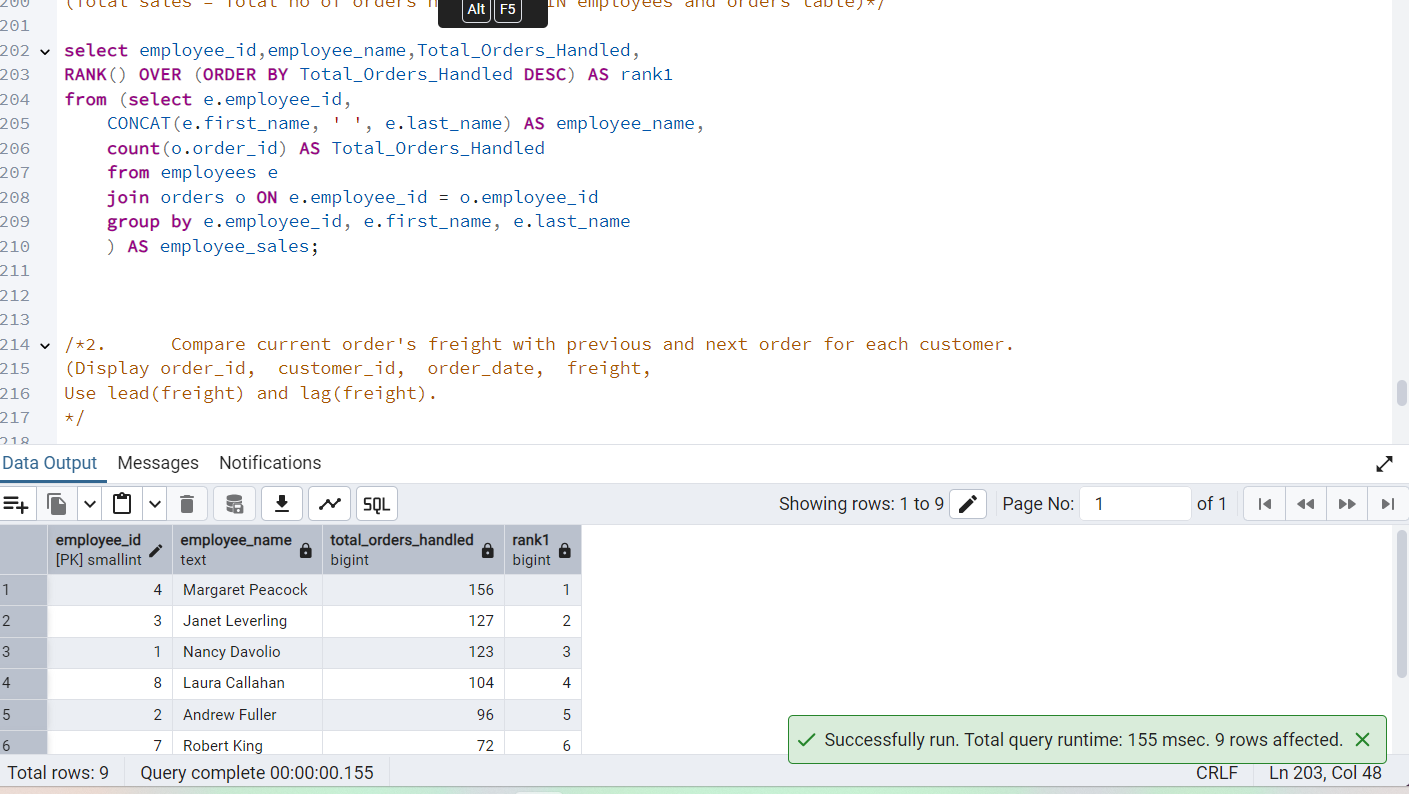 200 (Total sales = Total no of orders IN employees and orders table)*/
Alt F5
201
202 select employee_id,employee_name,Total_Orders_Handled,
203 RANK() OVER (ORDER BY Total_Orders_Handled DESC) AS rank1
204 from (select e.employee_id,
205 CONCAT(e.first_name, ' ', e.last_name) AS employee_name,
206 count(o.order_id) AS Total_Orders_Handled
207 from employees e
208 join orders o ON e.employee_id = o.employee_id
209 group by e.employee_id, e.first_name, e.last_name
210 ) AS employee_sales;
211
212
213
214 /*2. Compare current order's freight with previous and next order for each customer.
215 (Display order_id, customer_id, order_date, freight,
216 Use lead(freight) and lag(freight).
217 */
218
Data Output Messages Notifications
SQL Showing rows: 1 to 9 Page No: 1 of 1
employee_id employee_name total_orders_handled rank1
[PK] smallint text bigint bigint
1 4 Margaret Peacock 156 1
2 3 Janet Leverling 127 2
3 1 Nancy Davolio 123 3
4 8 Laura Callahan 104 4
5 2 Andrew Fuller 96 5
6 7 Robert King 72 6
Successfully run. Total query runtime: 155 msec. 9 rows affected.
Total rows: 9 Query complete 00:00:00.155 CRLF Ln 203, Col 48